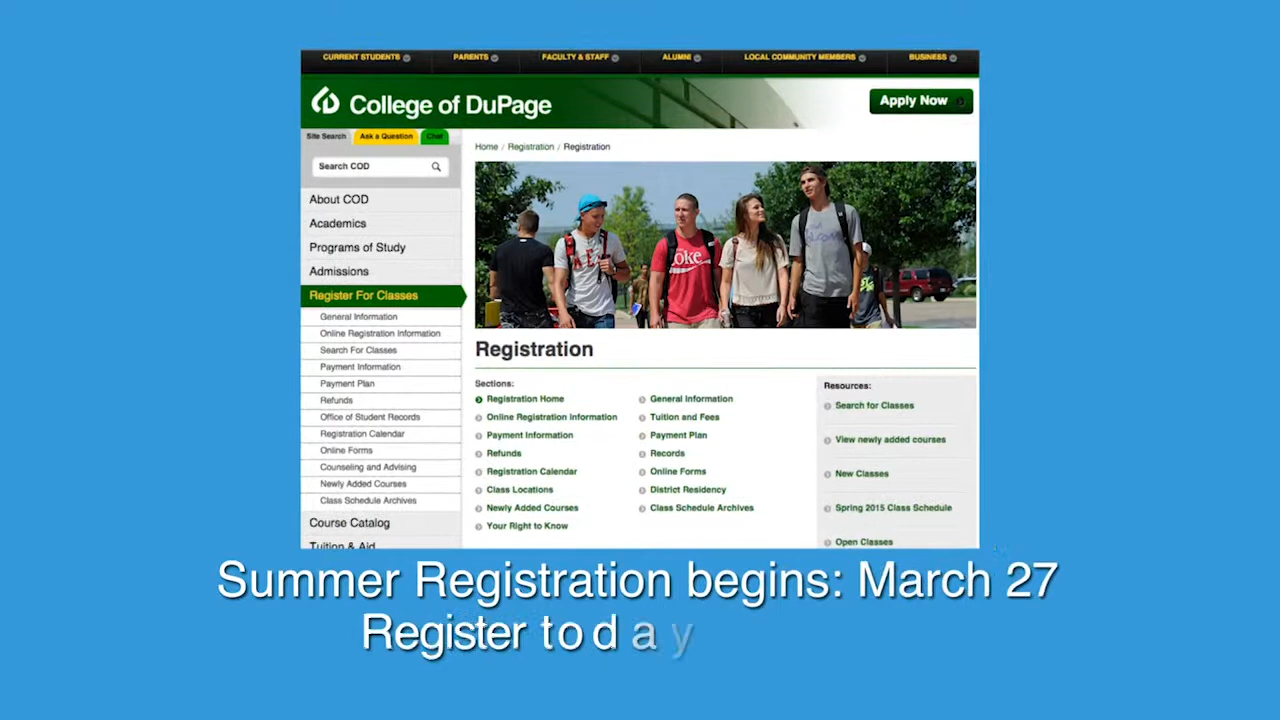 CURRENT STUDENTS PARENTS FACULTY & STAFF ALUMNI LOCAL COMMUNITY MEMBERS BUSINESS
College of DuPage
Apply Now
Site Search Ask a Question Chat
Search COD
About COD
Academics
Programs of Study
Admissions
Register For Classes
General Information
Online Registration Information
Search For Classes
Payment Information
Payment Plan
Refunds
Office of Student Records
Registration Calendar
Online Forms
Counseling and Advising
Newly Added Courses
Class Schedule Archives
Course Catalog
Tuition & Aid
Home / Registration / Registration
Coke
Registration
Sections:
Registration Home
Online Registration Information
Payment Information
Refunds
Registration Calendar
Class Locations
Newly Added Courses
Your Right to Know
General Information
Tuition and Fees
Payment Plan
Records
Online Forms
District Residency
Class Schedule Archives
Resources:
Search for Classes
View newly added courses
New Classes
Spring 2015 Class Schedule
Open Classes
Summer Registration begins: March 27
Register today